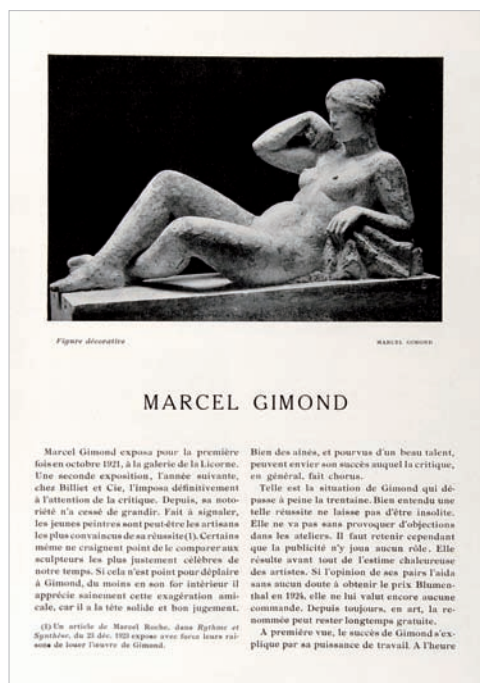 Figure décorative
MARCEL GIMOND
MARCEL GIMOND
Marcel Gimond exposa pour la première
fois en octobre 1921, à la galerie de la Licorne.
Une seconde exposition, l'année suivante,
chez Billiet et Cie, l'imposa définitivement
à l'attention de la critique. Depuis, sa noto-
riété n'a cessé de grandir. Fait à signaler,
les jeunes peintres sont peut-être les artisans
les plus convaincus de sa réussite (1). Certains
même ne craignent point de le comparer aux
sculpteurs les plus justement célèbres de
notre temps. Si cela n'est point pour déplaire
à Gimond, du moins en son for intérieur il
apprécie sainement cette exagération ami-
cale, car il a la tête solide et bon jugement.
(1) Un article de Marcel Roche, dans Rythme et
Synthèse, du 25 déc. 1923 expose avec force leurs rai-
sons de louer l'œuvre de Gimond.
Bien des aînés, et pourvus d'un beau talent,
peuvent envier son succès auquel la critique,
en général, fait chorus.
Telle est la situation de Gimond qui dé-
passe à peine la trentaine. Bien entendu une
telle réussite ne laisse pas d'être insolite.
Elle ne va pas sans provoquer d'objections
dans les ateliers. Il faut retenir cependant
que la publicité n'y joua aucun rôle. Elle
résulte avant tout de l'estime chaleureuse
des artistes. Si l'opinion de ses pairs l'aida
sans aucun doute à obtenir le prix Blumen-
thal en 1924, elle ne lui valut encore aucune
commande. Depuis toujours, en art, la re-
nommée peut rester longtemps gratuite.
A première vue, le succès de Gimond s'ex-
plique par sa puissance de travail. A l'heure